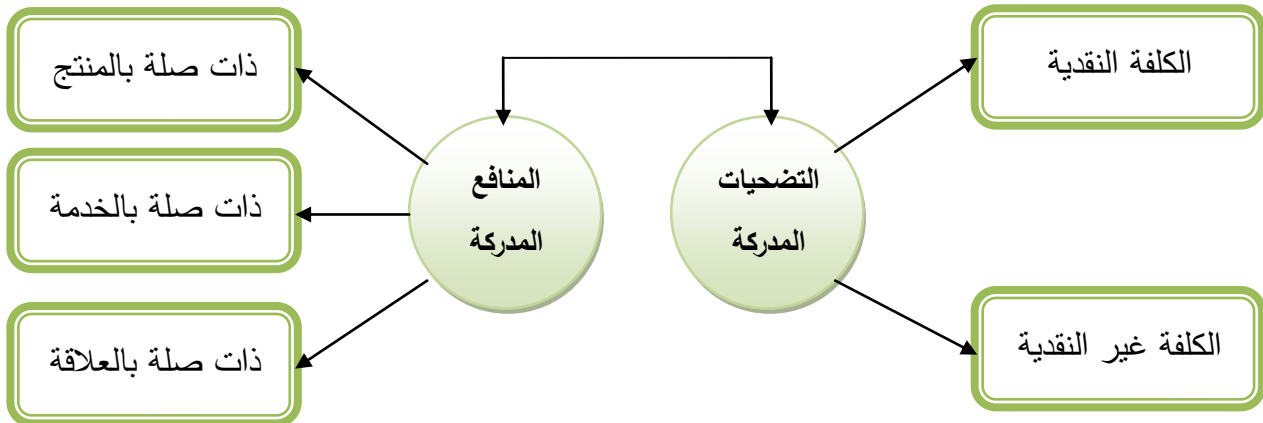 الكلفة النقدية
ذات صلة بالمنتج
التضحيات
المدركة
المنافع
المدركة
ذات صلة بالخدمة
الكلفة غير النقدية
ذات صلة بالعلاقة